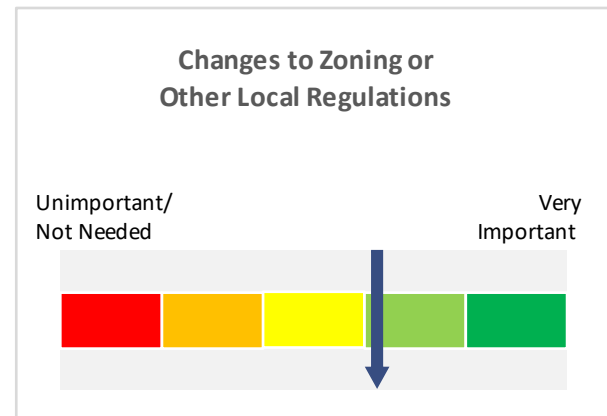 Changes to Zoning or
Other Local Regulations
Unimportant/
Not Needed
Very
Important